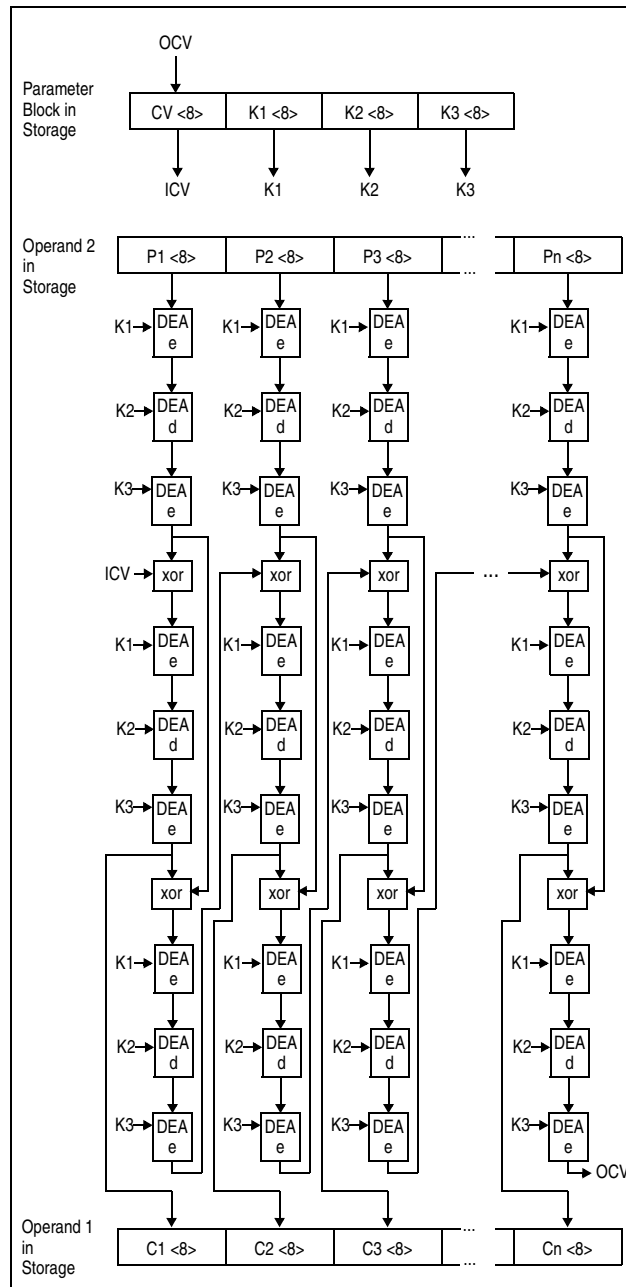 OCV
Parameter
Block in
Storage
CV <8> K1 <8> K2 <8> K3 <8>
ICV K1 K2 K3
Operand 2
in
Storage
P1 <8> P2 <8> P3 <8> ... ... Pn <8>
K1 DEA e K1 DEA e K1 DEA e K1 DEA e
K2 DEA d K2 DEA d K2 DEA d K2 DEA d
K3 DEA e K3 DEA e K3 DEA e K3 DEA e
ICV xor xor xor ... xor
K1 DEA e K1 DEA e K1 DEA e K1 DEA e
K2 DEA d K2 DEA d K2 DEA d K2 DEA d
K3 DEA e K3 DEA e K3 DEA e K3 DEA e
xor xor xor xor
K1 DEA e K1 DEA e K1 DEA e K1 DEA e
K2 DEA d K2 DEA d K2 DEA d K2 DEA d
K3 DEA e K3 DEA e K3 DEA e K3 DEA e
OCV
Operand 1
in
Storage
C1 <8> C2 <8> C3 <8> ... ... Cn <8>